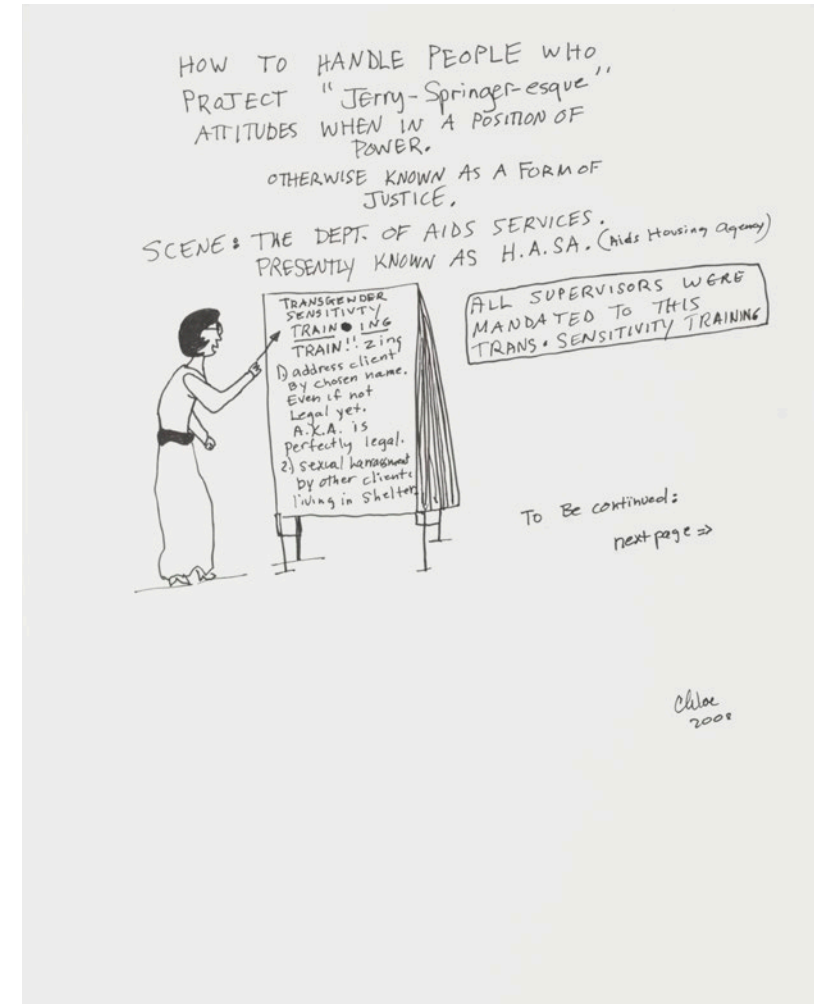 HOW TO HANDLE PEOPLE WHO
PROJECT "Jerry-Springer-esque"
ATTITUDES WHEN IN A POSITION OF
POWER.
OTHERWISE KNOWN AS A FORM OF
JUSTICE.
SCENE: THE DEPT. OF AIDS SERVICES.
PRESENTLY KNOWN AS H.A.SA. (Aids Housing Agency)
TRANSGENDER
SENSITIVTY
TRAIN•ING
TRAIN!!zing
1) address client
By chosen name.
Even if not
Legal yet.
A.K.A. is
perfectly legal.
2) sexual harrasment
by other clients
living in shelter
ALL SUPERVISORS WERE
MANDATED TO THIS
TRANS. SENSITIVITY TRAINING
To Be continued:
next page ⇒
Chloe
2008